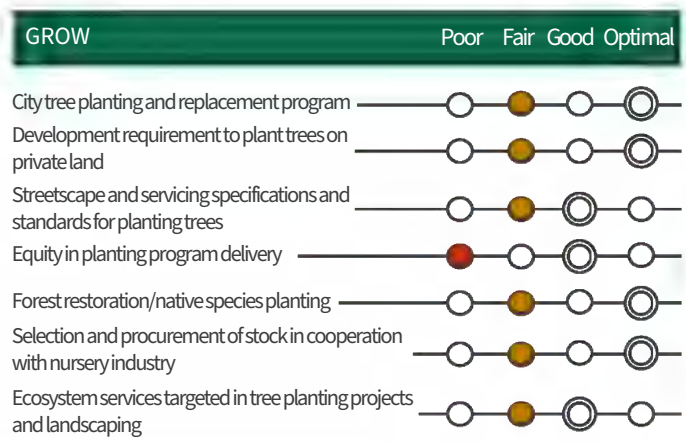 GROW Poor Fair Good Optimal
City tree planting and replacement program
Development requirement to plant trees on
private land
Streetscape and servicing specifications and
standards for planting trees
Equity in planting program delivery
Forest restoration/native species planting
Selection and procurement of stock in cooperation
with nursery industry
Ecosystem services targeted in tree planting projects
and landscaping